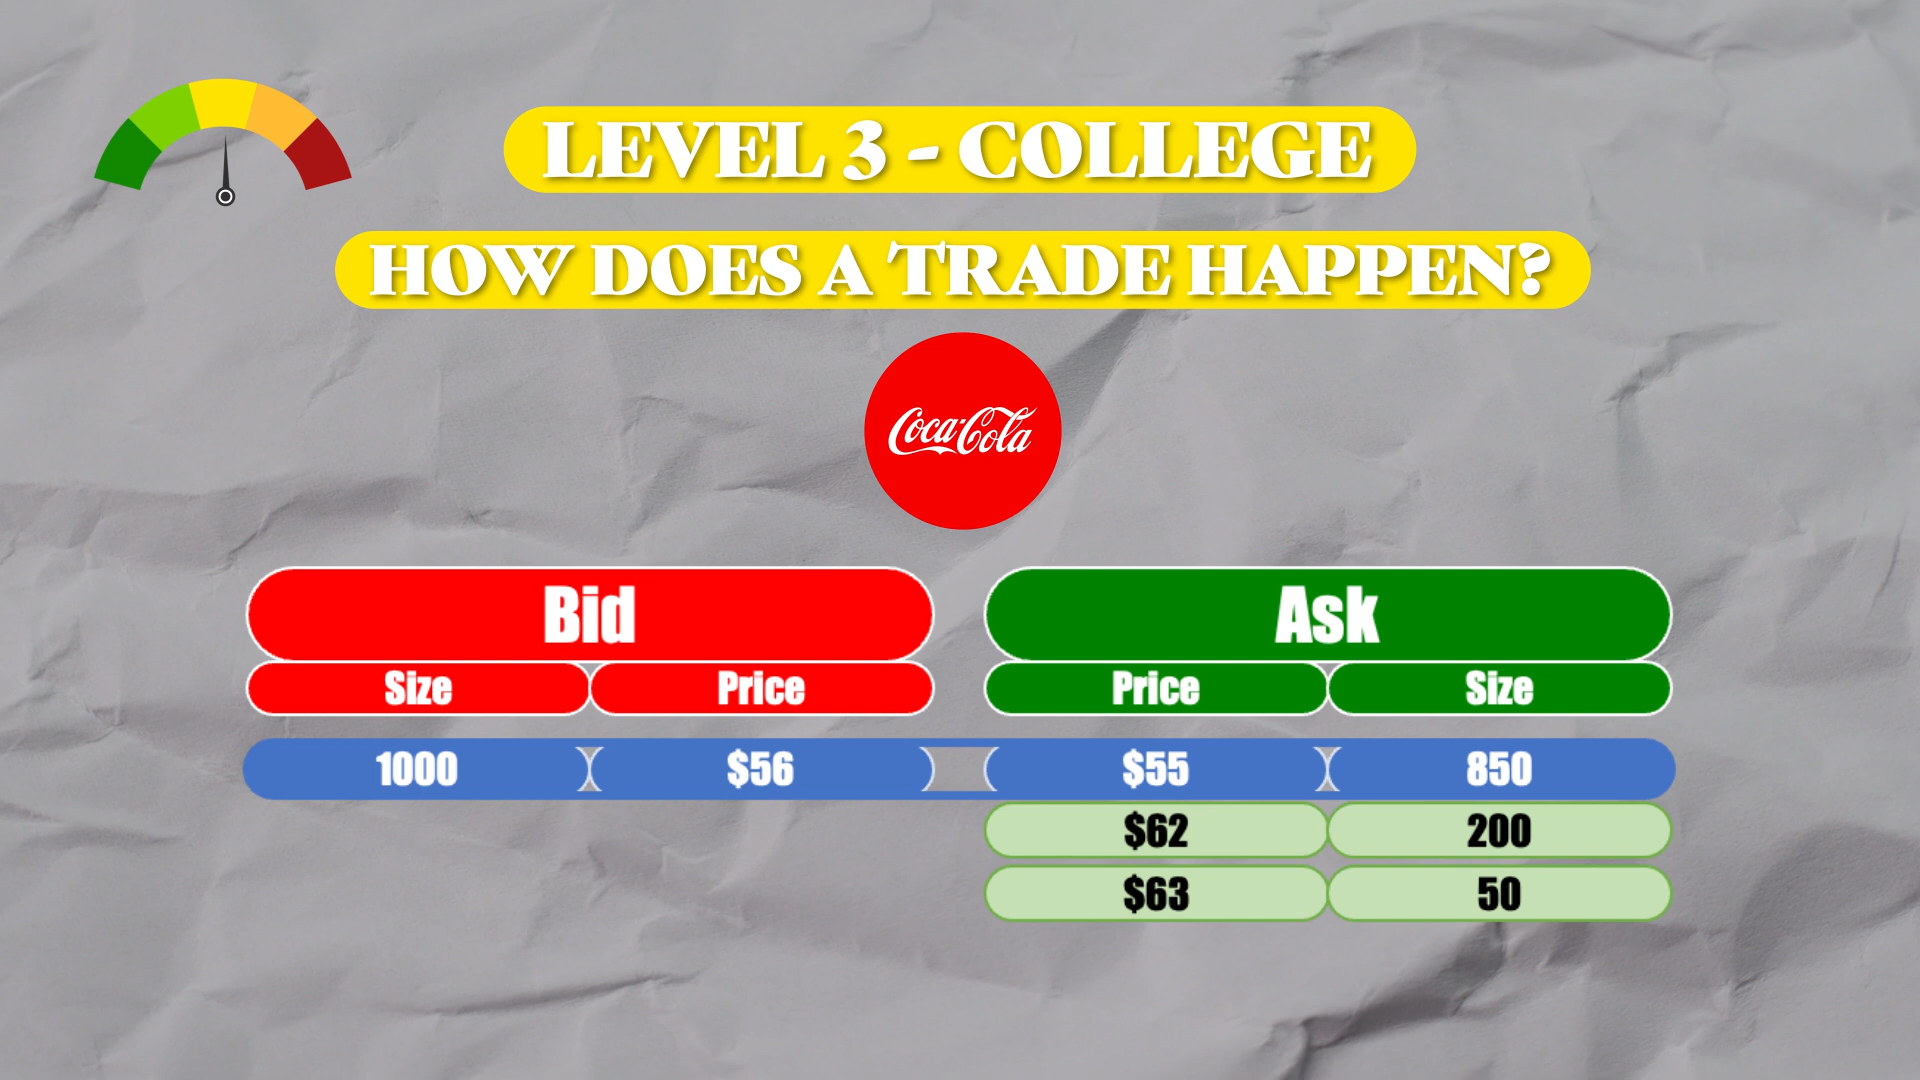 LEVEL 3 - COLLEGE
HOW DOES A TRADE HAPPEN?
Coca-Cola
Bid Ask
Size Price Price Size
1000 $56 $55 850
$62 200
$63 50